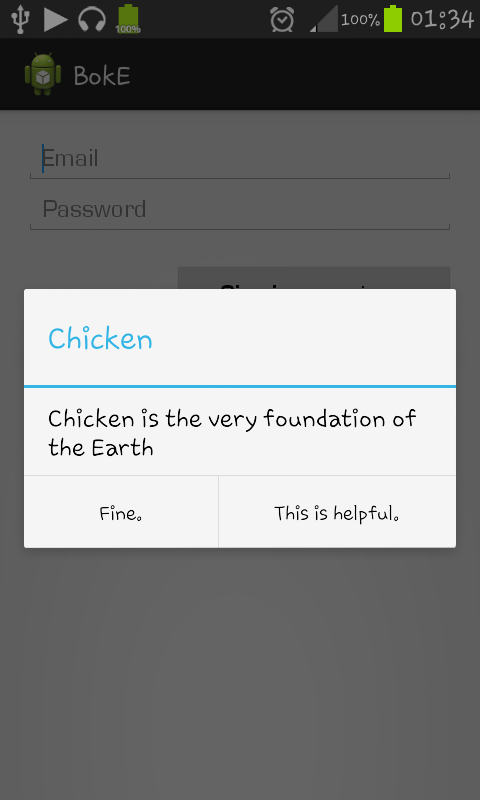 100%
100%
01:34
BokE
Email
Password
Chicken
Chicken is the very foundation of
the Earth
Fine.
This is helpful.